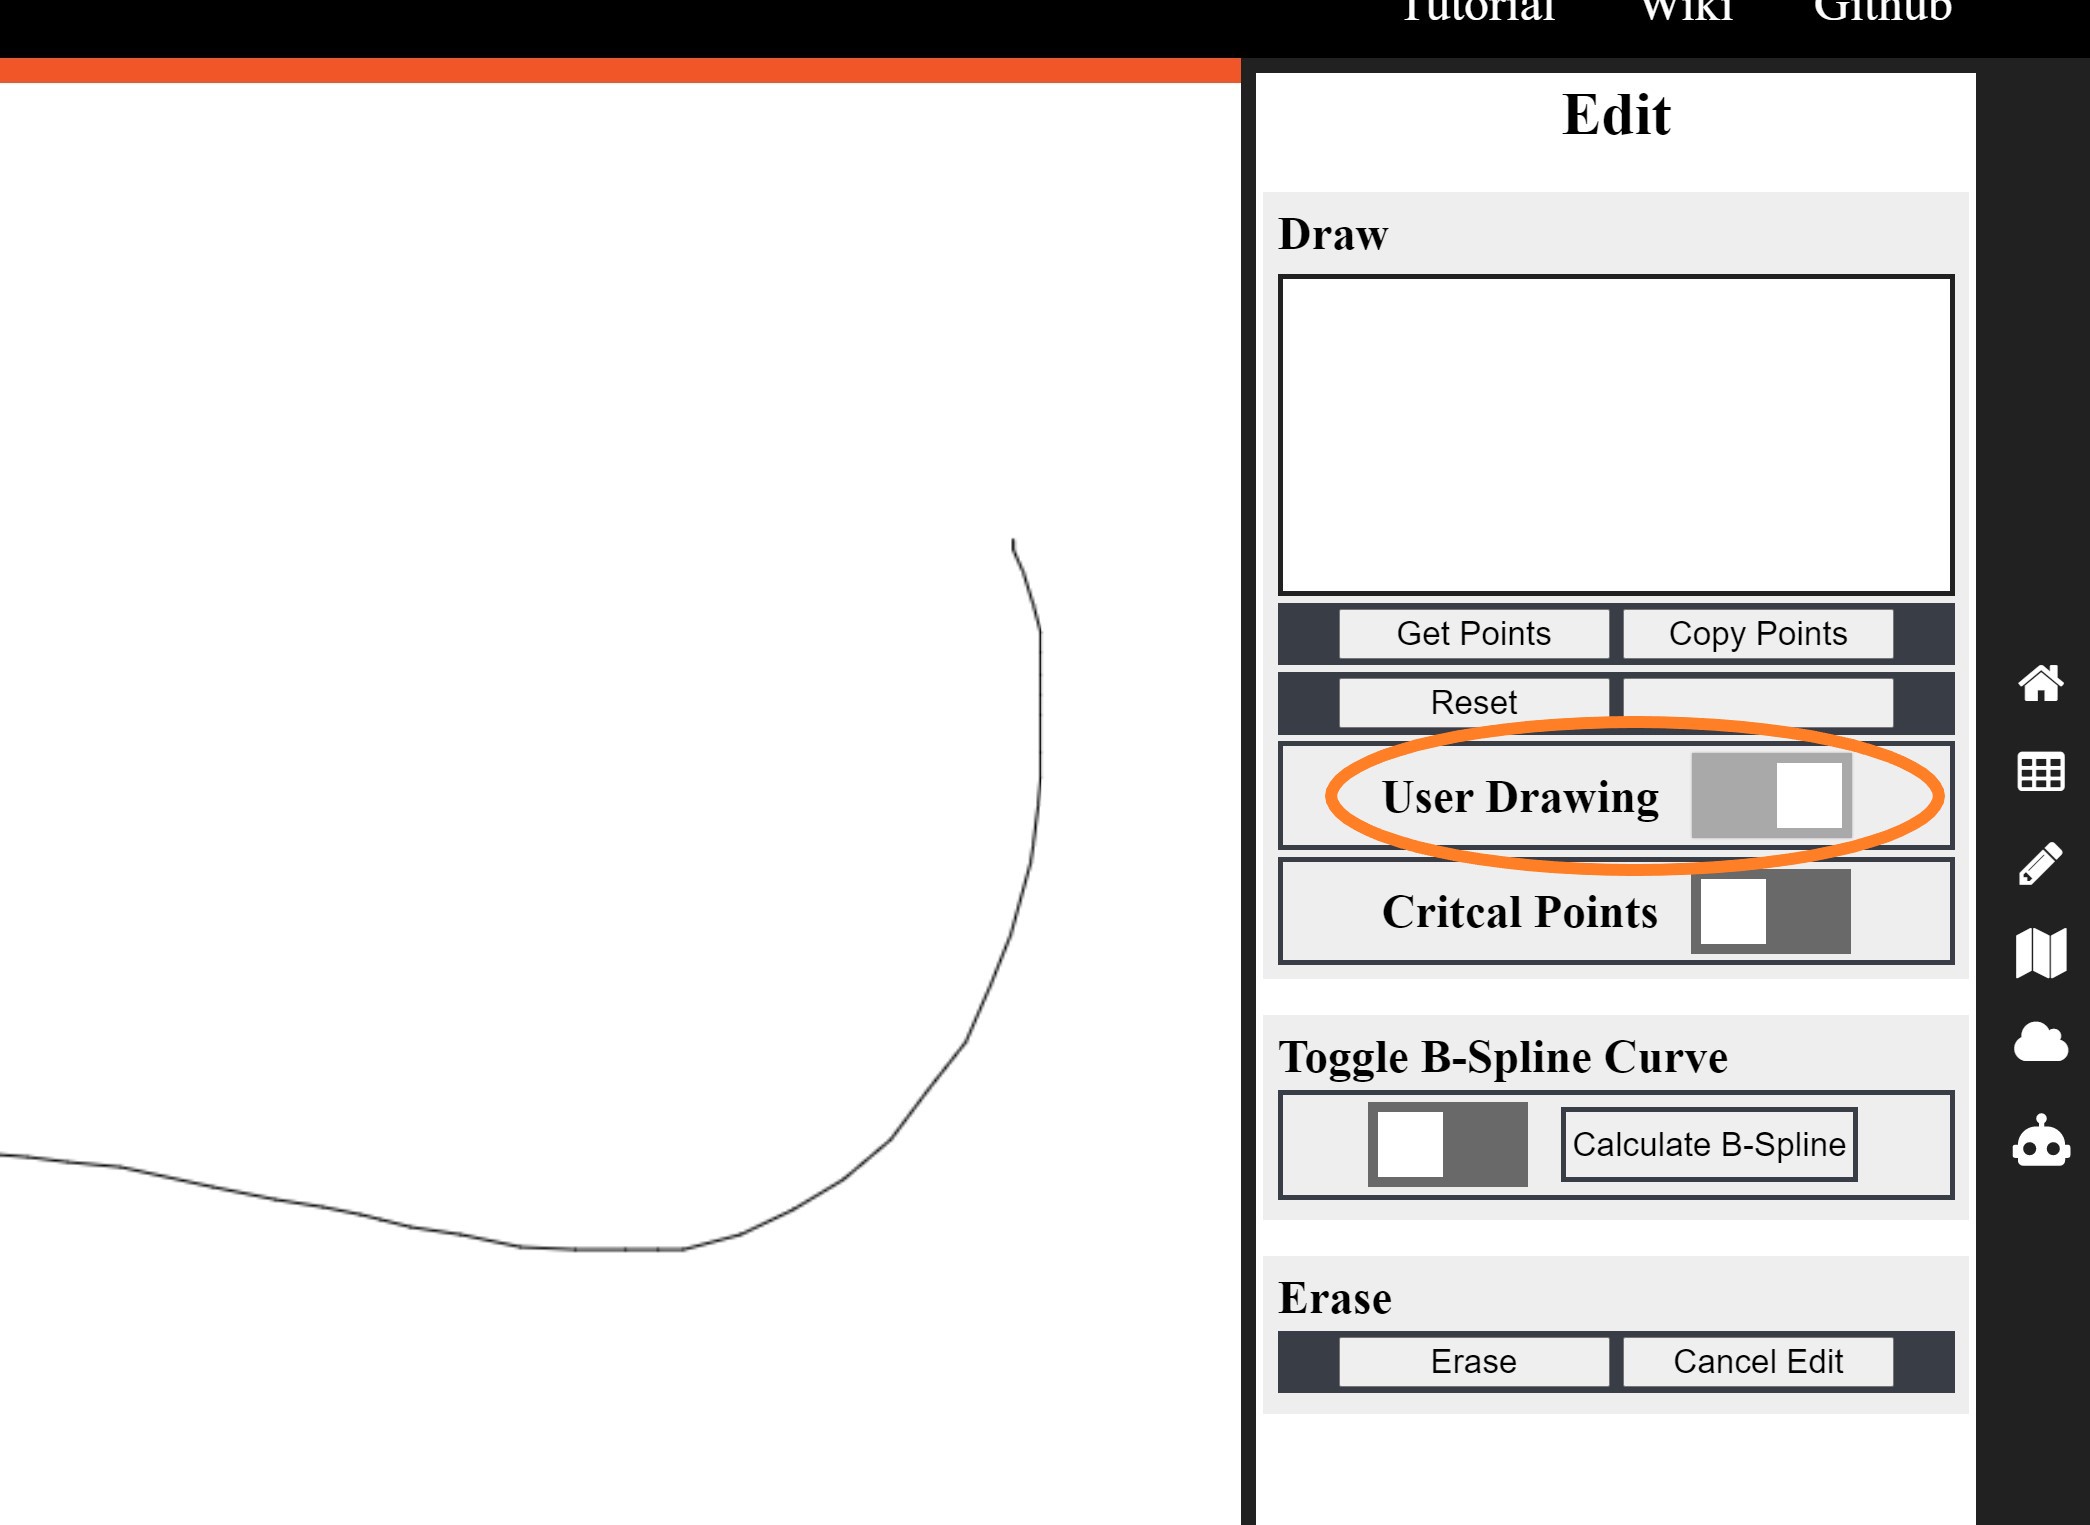 Tutorial Wiki Github
Edit
Draw
Get Points Copy Points
Reset
User Drawing
Critcal Points
Toggle B-Spline Curve
Calculate B-Spline
Erase
Erase Cancel Edit